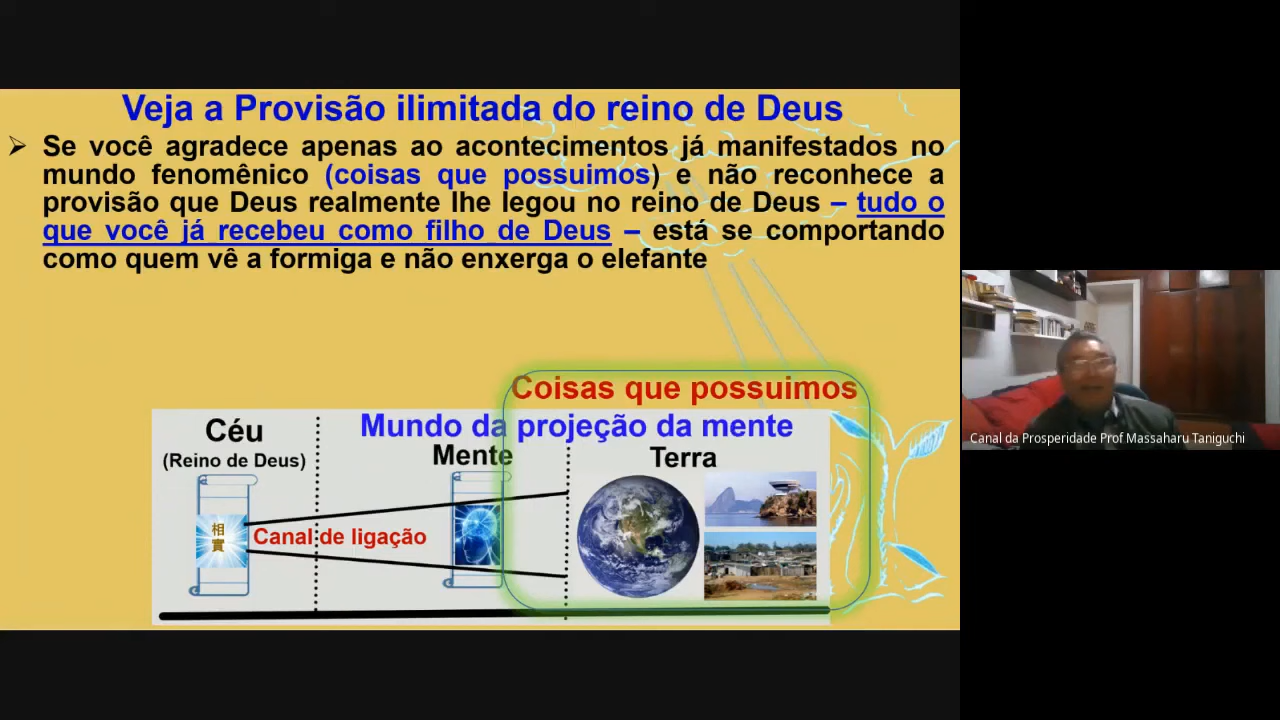 Veja a Provisão ilimitada do reino de Deus
➢ Se você agradece apenas ao acontecimentos já manifestados no
mundo fenomênico (coisas que possuimos) e não reconhece a
provisão que Deus realmente lhe legou no reino de Deus – tudo o
que você já recebeu como filho de Deus – está se comportando
como quem vê a formiga e não enxerga o elefante
Coisas que possuimos
Céu
(Reino de Deus)
Mundo da projeção da mente
Mente
Terra
相
實
Canal de ligação
Canal da Prosperidade Prof Massaharu Taniguchi